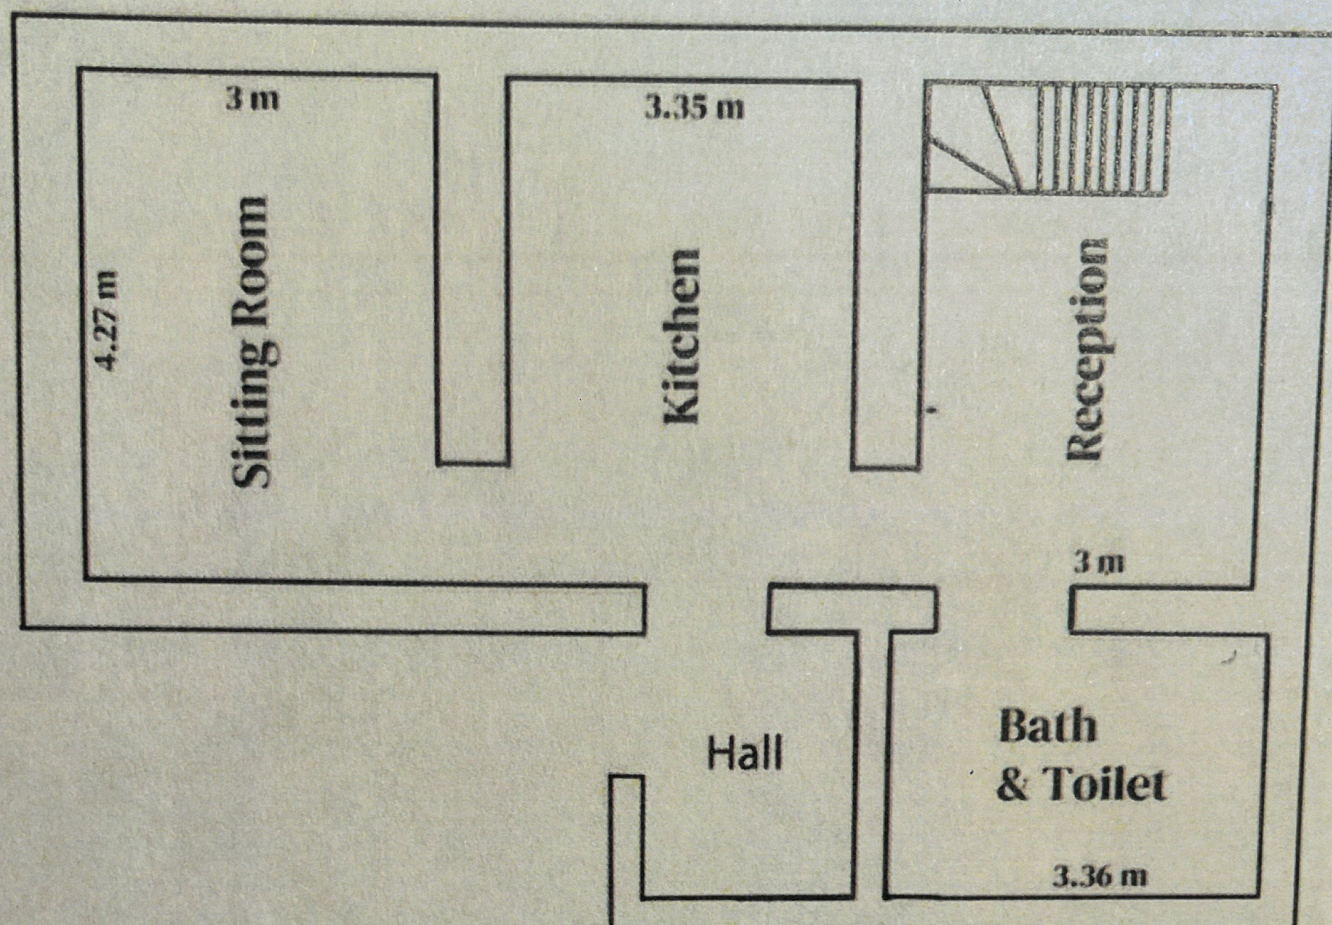 3 m
3.35 m
4.27 m
Sitting Room
Kitchen
Reception
3 m
Hall
Bath
& Toilet
3.36 m